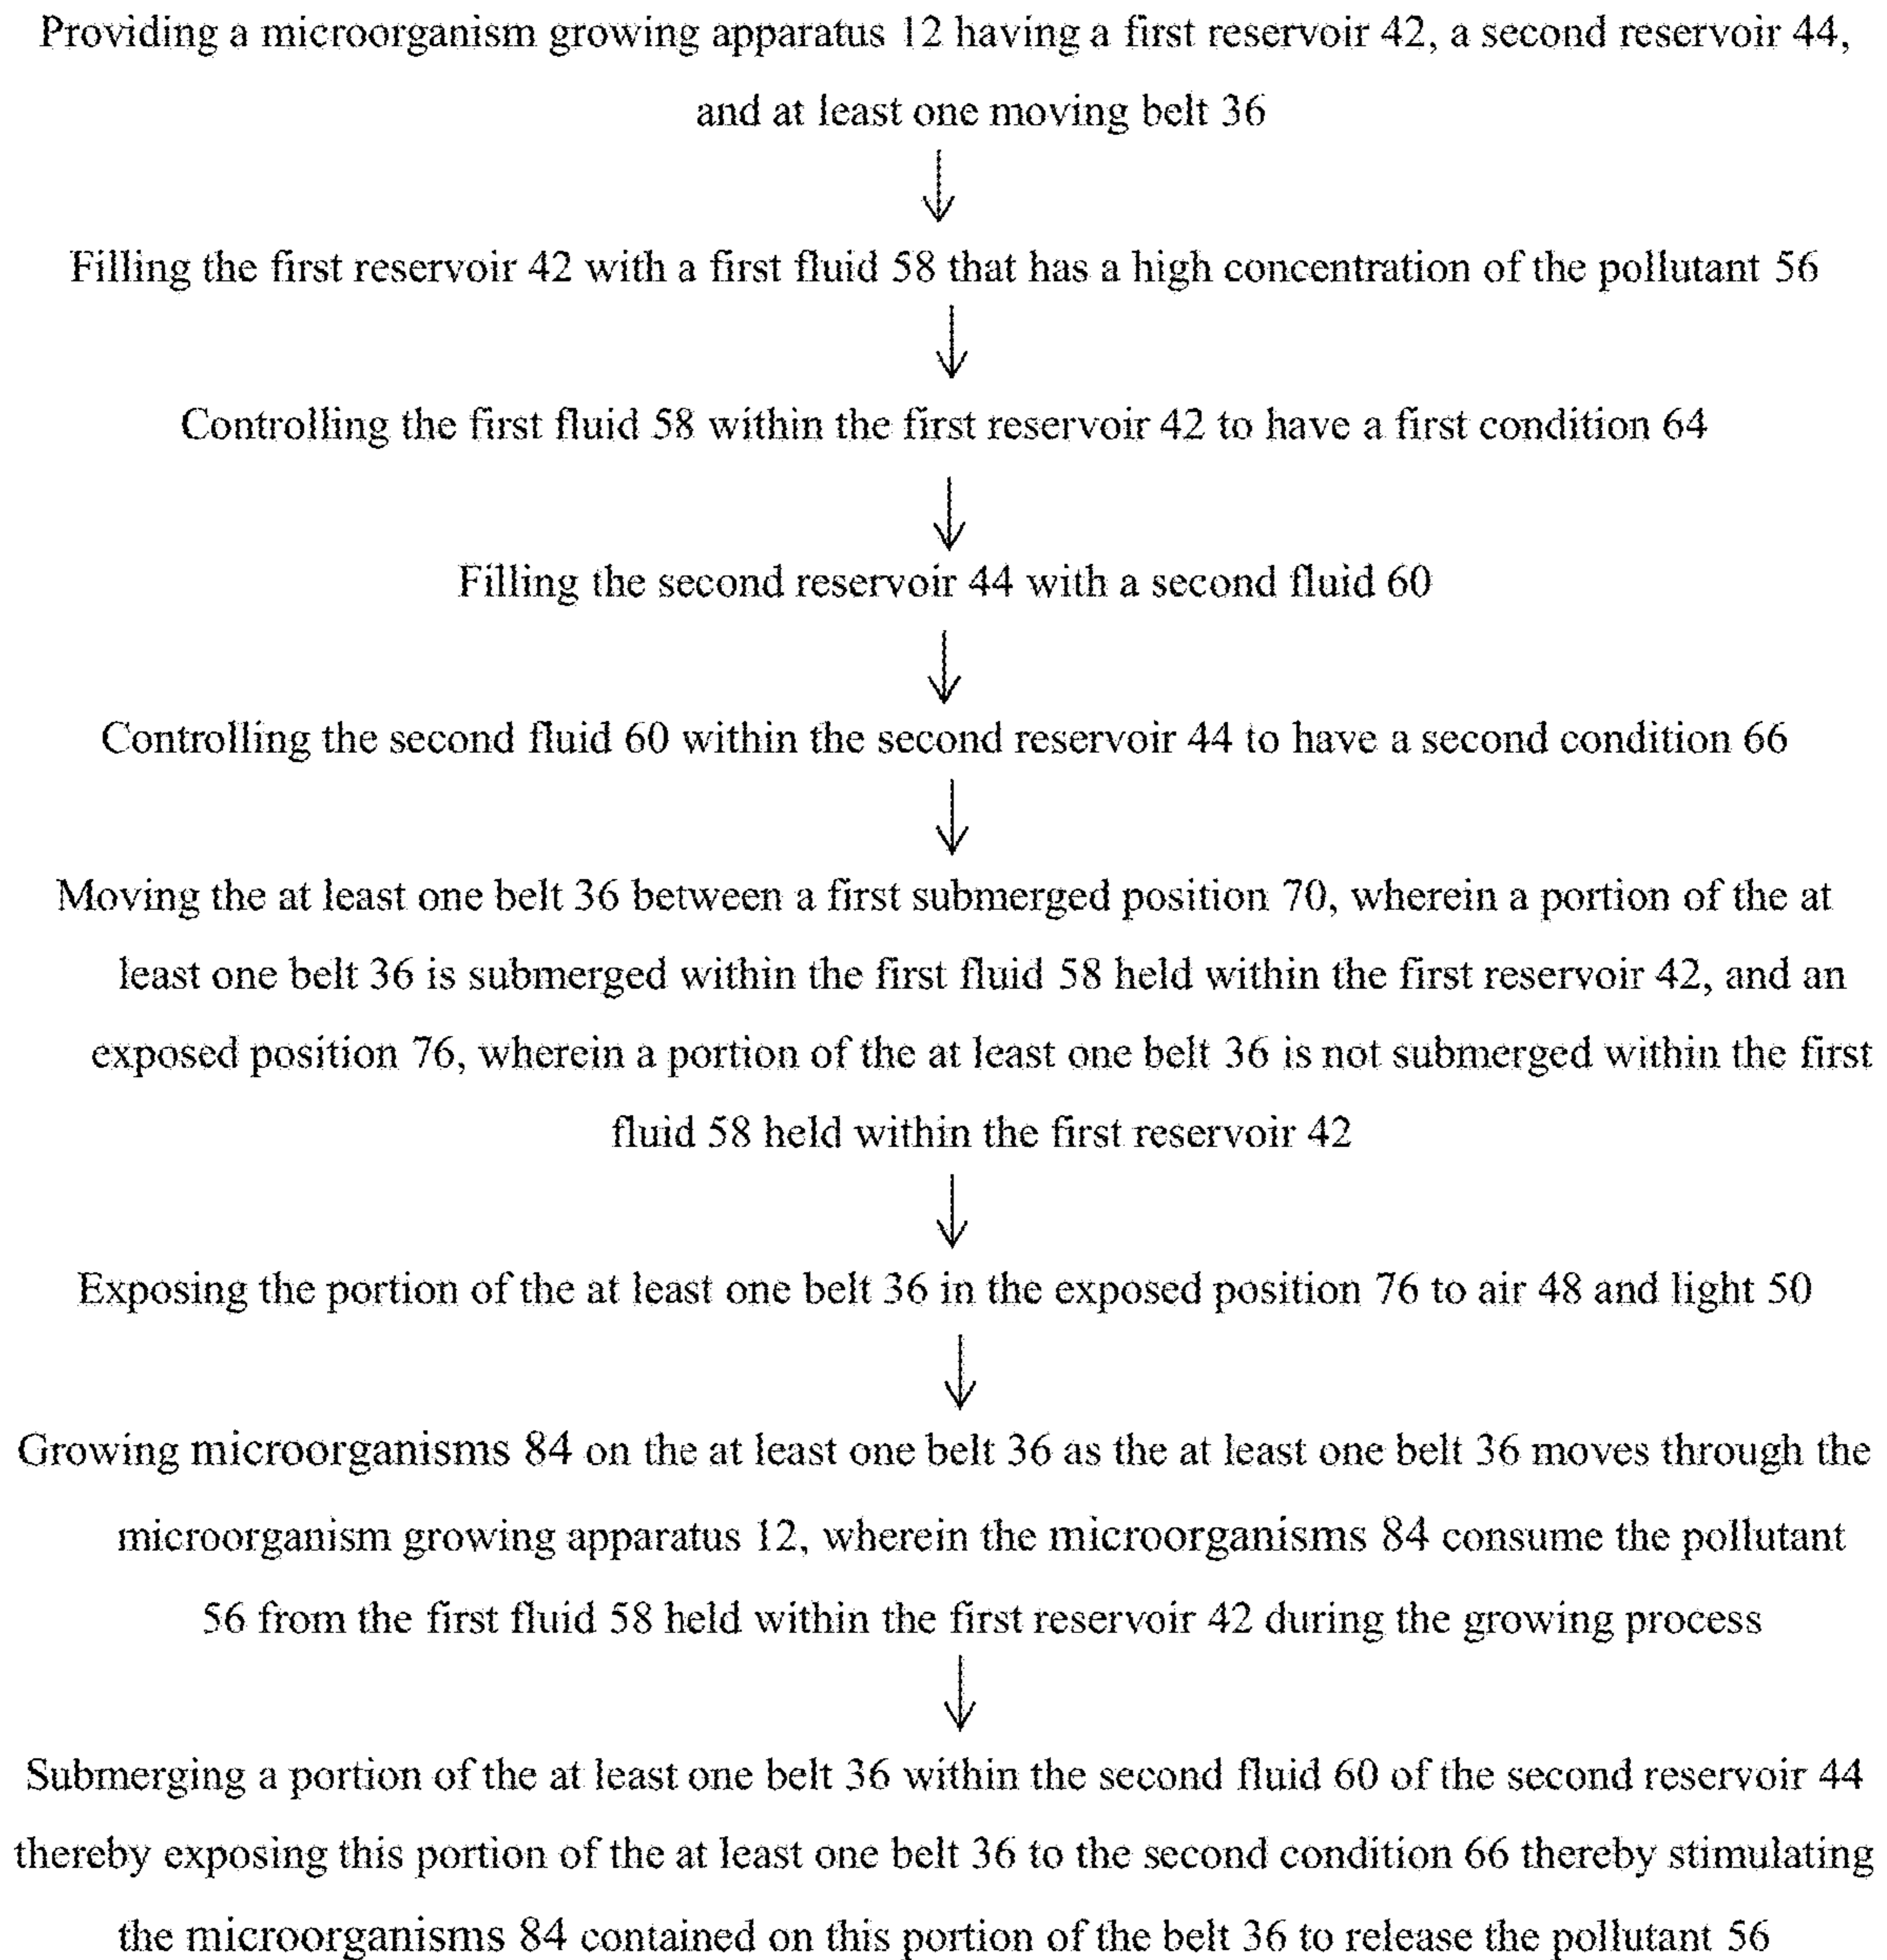 Providing a microorganism growing apparatus 12 having a first reservoir 42, a second reservoir 44,
and at least one moving belt 36
Filling the first reservoir 42 with a first fluid 58 that has a high concentration of the pollutant 56
Controlling the first fluid 58 within the first reservoir 42 to have a first condition 64
Filling the second reservoir 44 with a second fluid 60
Controlling the second fluid 60 within the second reservoir 44 to have a second condition 66
Moving the at least one belt 36 between a first submerged position 70, wherein a portion of the at
least one belt 36 is submerged within the first fluid 58 held within the first reservoir 42, and an
exposed position 76, wherein a portion of the at least one belt 36 is not submerged within the first
fluid 58 held within the first reservoir 42
Exposing the portion of the at least one belt 36 in the exposed position 76 to air 48 and light 50
Growing microorganisms 84 on the at least one belt 36 as the at least one belt 36 moves through the
microorganism growing apparatus 12, wherein the microorganisms 84 consume the pollutant
56 from the first fluid 58 held within the first reservoir 42 during the growing process
Submerging a portion of the at least one belt 36 within the second fluid 60 of the second reservoir 44
thereby exposing this portion of the at least one belt 36 to the second condition 66 thereby stimulating
the microorganisms 84 contained on this portion of the belt 36 to release the pollutant 56